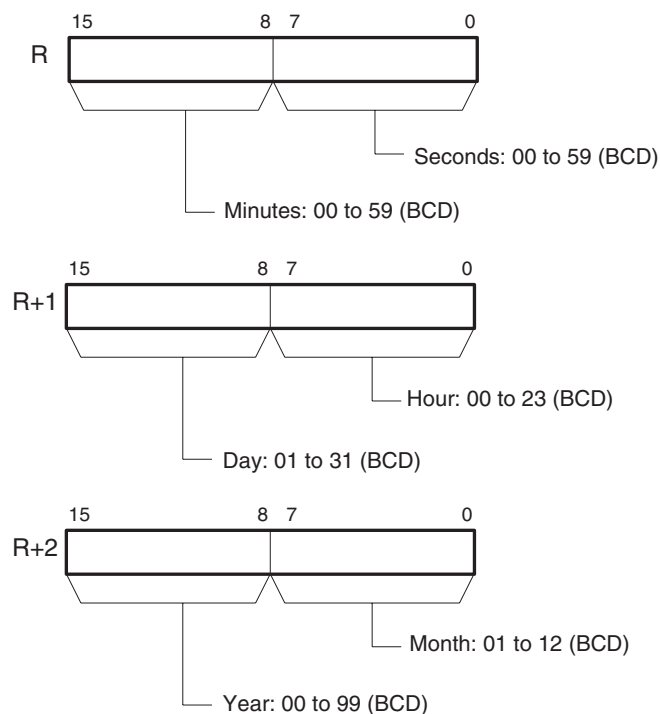 15 8 7 0
R
Seconds: 00 to 59 (BCD)
Minutes: 00 to 59 (BCD)
15 8 7 0
R+1
Hour: 00 to 23 (BCD)
Day: 01 to 31 (BCD)
15 8 7 0
R+2
Month: 01 to 12 (BCD)
Year: 00 to 99 (BCD)